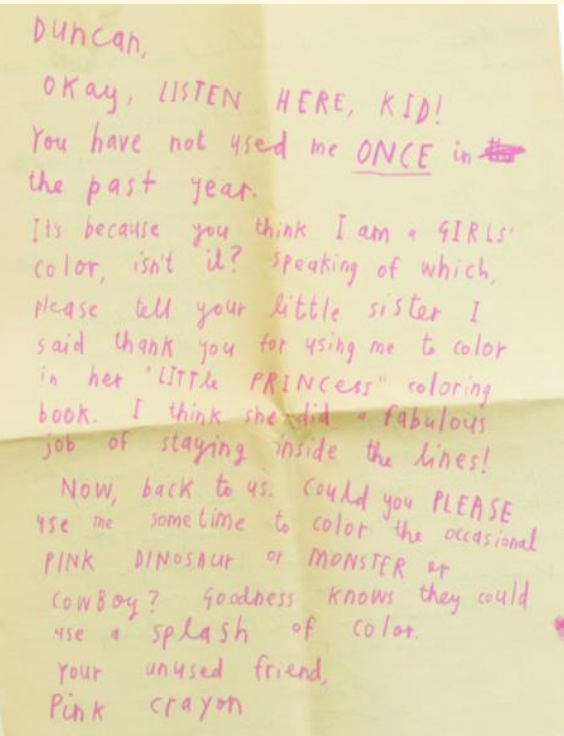 Duncan,
Okay, LISTEN HERE, KID!
You have not used me ONCE in
the past year.
Its because you think I am a GIRLS'
color, isn't it? Speaking of which,
please tell your little sister I
said thank you for using me to color
in her "LITTLE PRINCESS" coloring
book. I think she did a fabulous
job of staying inside the lines!
Now, back to us. Could you PLEASE
use me sometime to color the occasional
PINK DINOSAUR or MONSTER or
COWBOY? Goodness knows they could
use a splash of color.
Your unused friend,
Pink crayon